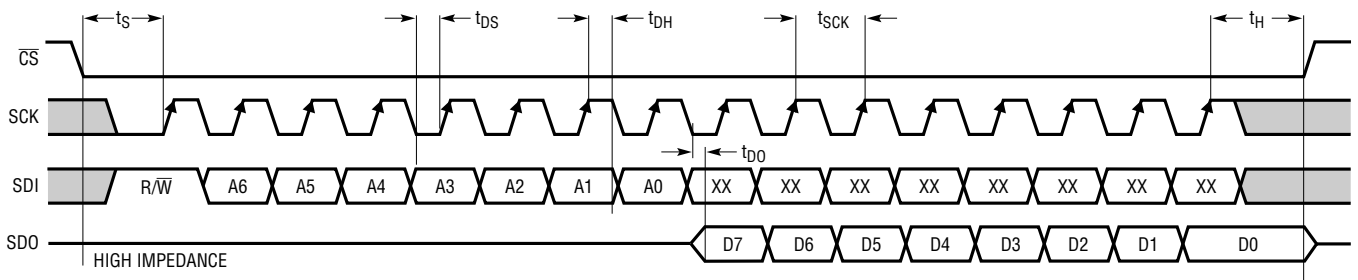 tS tDS tDH tSCK tH
CS
SCK
tDO
SDI R/W A6 A5 A4 A3 A2 A1 A0 XX XX XX XX XX XX XX XX
SDO D7 D6 D5 D4 D3 D2 D1 D0
HIGH IMPEDANCE